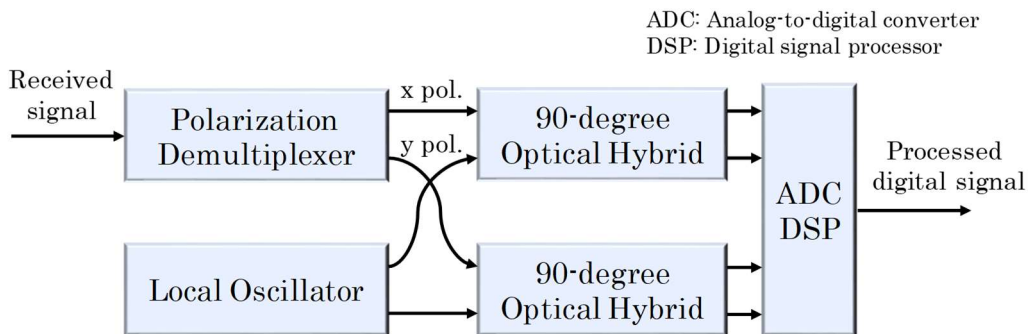 ADC: Analog-to-digital converter
DSP: Digital signal processor
Received
signal
x pol.
y pol.
Polarization
Demultiplexer
90-degree
Optical Hybrid
ADC
DSP
Processed
digital signal
Local Oscillator
90-degree
Optical Hybrid